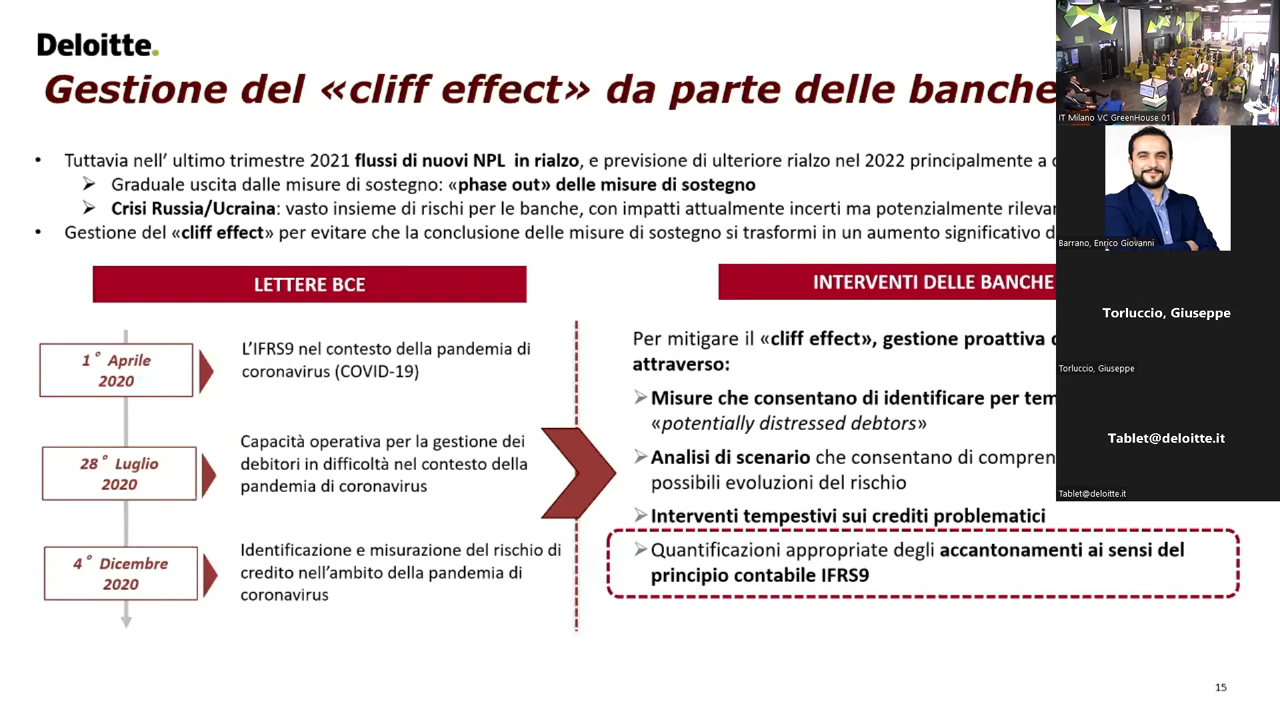 Deloitte.
Gestione del «cliff effect» da parte delle banche
• Tuttavia nell’ ultimo trimestre 2021 flussi di nuovi NPL in rialzo, e previsione di ulteriore rialzo nel 2022 principalmente a
➢ Graduale uscita dalle misure di sostegno: «phase out» delle misure di sostegno
➢ Crisi Russia/Ucraina: vasto insieme di rischi per le banche, con impatti attualmente incerti ma potenzialmente
• Gestione del «cliff effect» per evitare che la conclusione delle misure di sostegno si trasformi in un aumento significativo
LETTERE BCE
1° Aprile
2020
L’IFRS9 nel contesto della pandemia di
coronavirus (COVID-19)
28° Luglio
2020
Capacità operativa per la gestione dei
debitori in difficoltà nel contesto della
pandemia di coronavirus
4° Dicembre
2020
Identificazione e misurazione del rischio di
credito nell’ambito della pandemia di
coronavirus
INTERVENTI DELLE BANCHE
Per mitigare il «cliff effect», gestione proattiva
attraverso:
➢Misure che consentano di identificare per
«potentially distressed debtors»
➢Analisi di scenario che consentano di
possibili evoluzioni del rischio
➢Interventi tempestivi sui crediti problematici
➢Quantificazioni appropriate degli accantonamenti ai sensi del
principio contabile IFRS9
15
IT Milano VC GreenHouse 01
Barrano, Enrico Giovanni
Torluccio, Giuseppe
Torluccio, Giuseppe
Tablet@deloitte.it
Tablet@deloitte.it